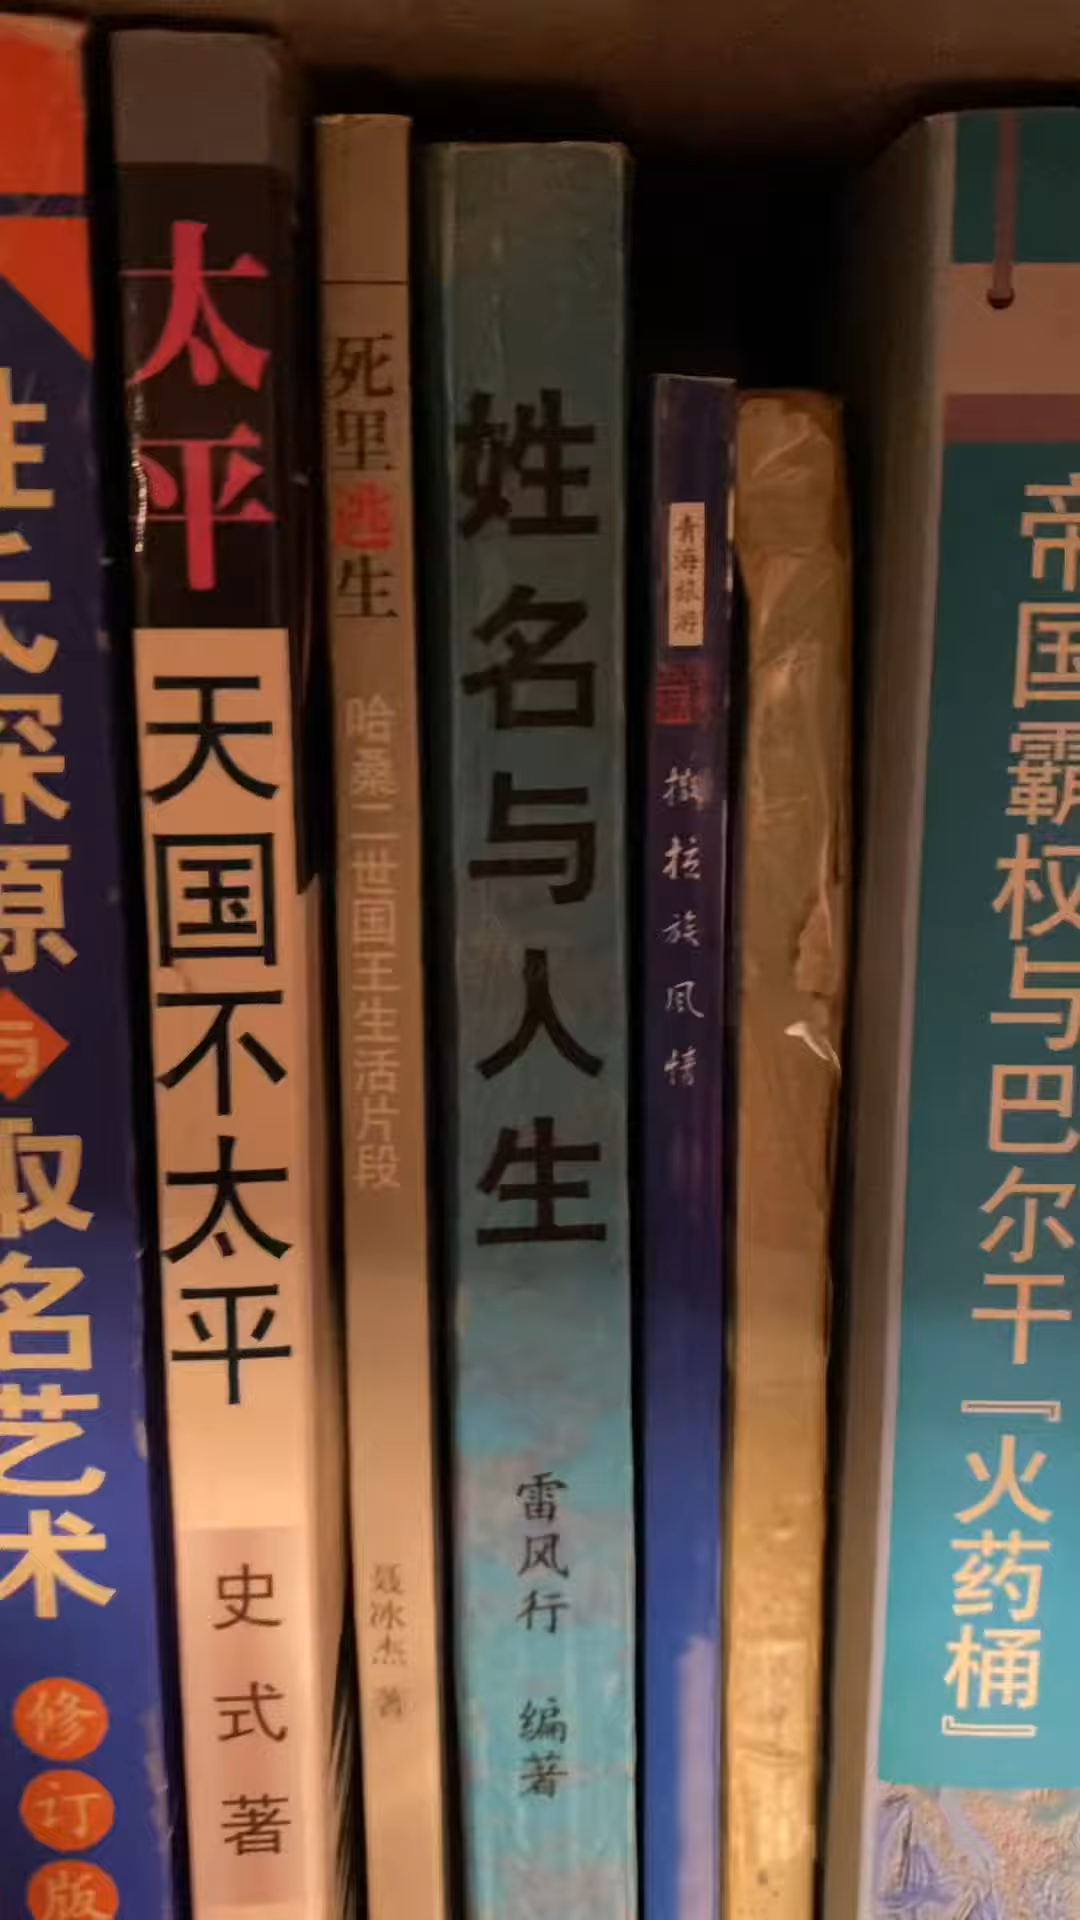 姓氏探原与取名艺术
修订版
太平
天国不太平
史式著
死里逃生
哈桑二世国王生活片段
聂冰杰 著
姓名与人生
雷风行 编著
青海旅游
撒拉族风情
帝国霸权与巴尔干『火药桶』